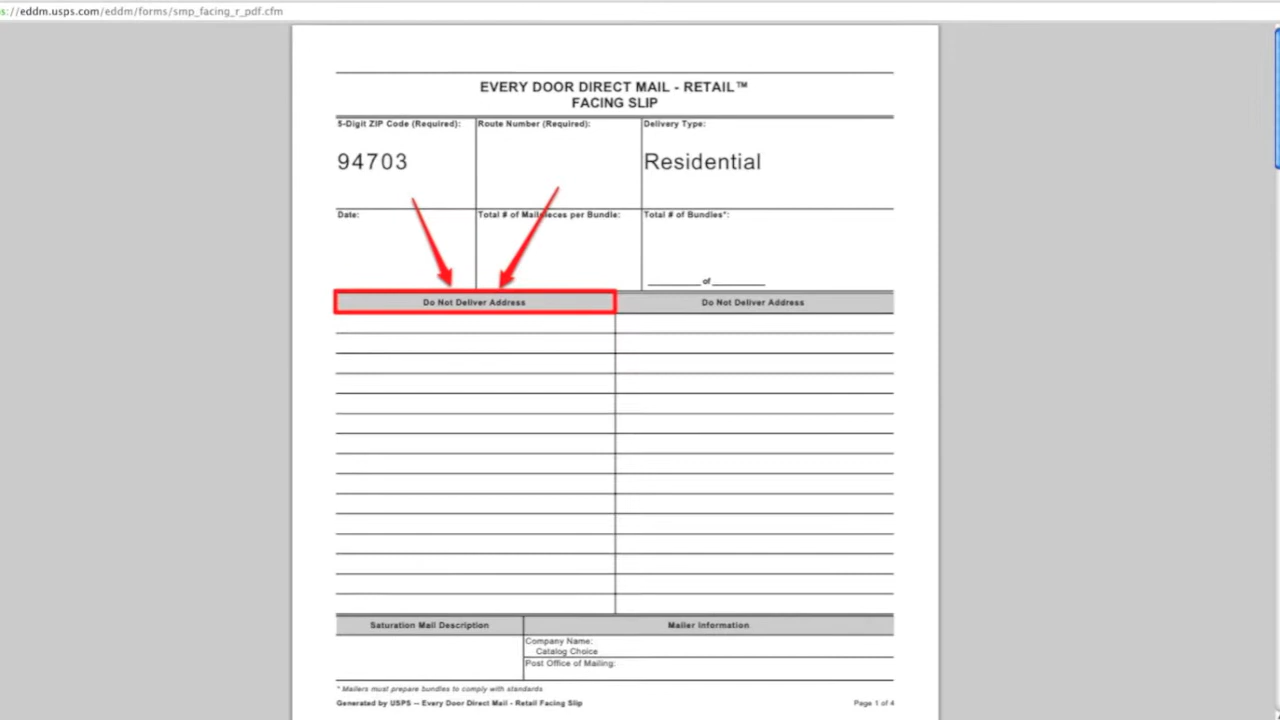 s://eddm.usps.com/eddm/forms/smp_facing_r_pdf.cfm
EVERY DOOR DIRECT MAIL - RETAIL™
FACING SLIP
5-Digit ZIP Code (Required): Route Number (Required): Delivery Type:
94703 Residential
Date: Total # of Mailpieces per Bundle: Total # of Bundles*:
________ of ________
Do Not Deliver Address Do Not Deliver Address
Saturation Mail Description Mailer Information
Company Name:
Catalog Choice
Post Office of Mailing:
* Mailers must prepare bundles to comply with standards
Generated by USPS -- Every Door Direct Mail - Retail Facing Slip Page 1 of 4